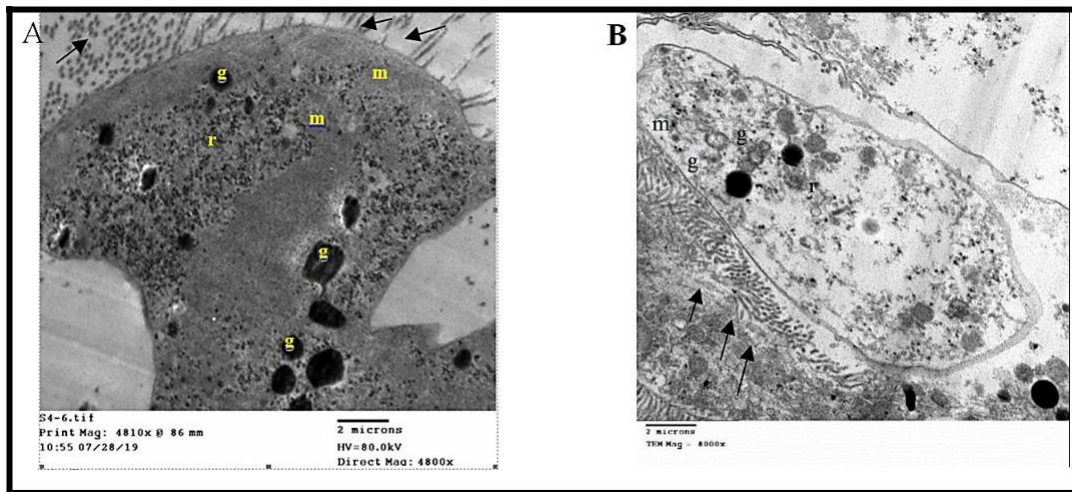 A
B
g
m
m
r
g
g
m
g
g
r
S4-6.tif
Print Mag: 4810x @ 86 mm
10:55 07/28/19
2 microns
HV=80.0kV
Direct Mag: 4800x
2 microns
TEM Mag = 8000x